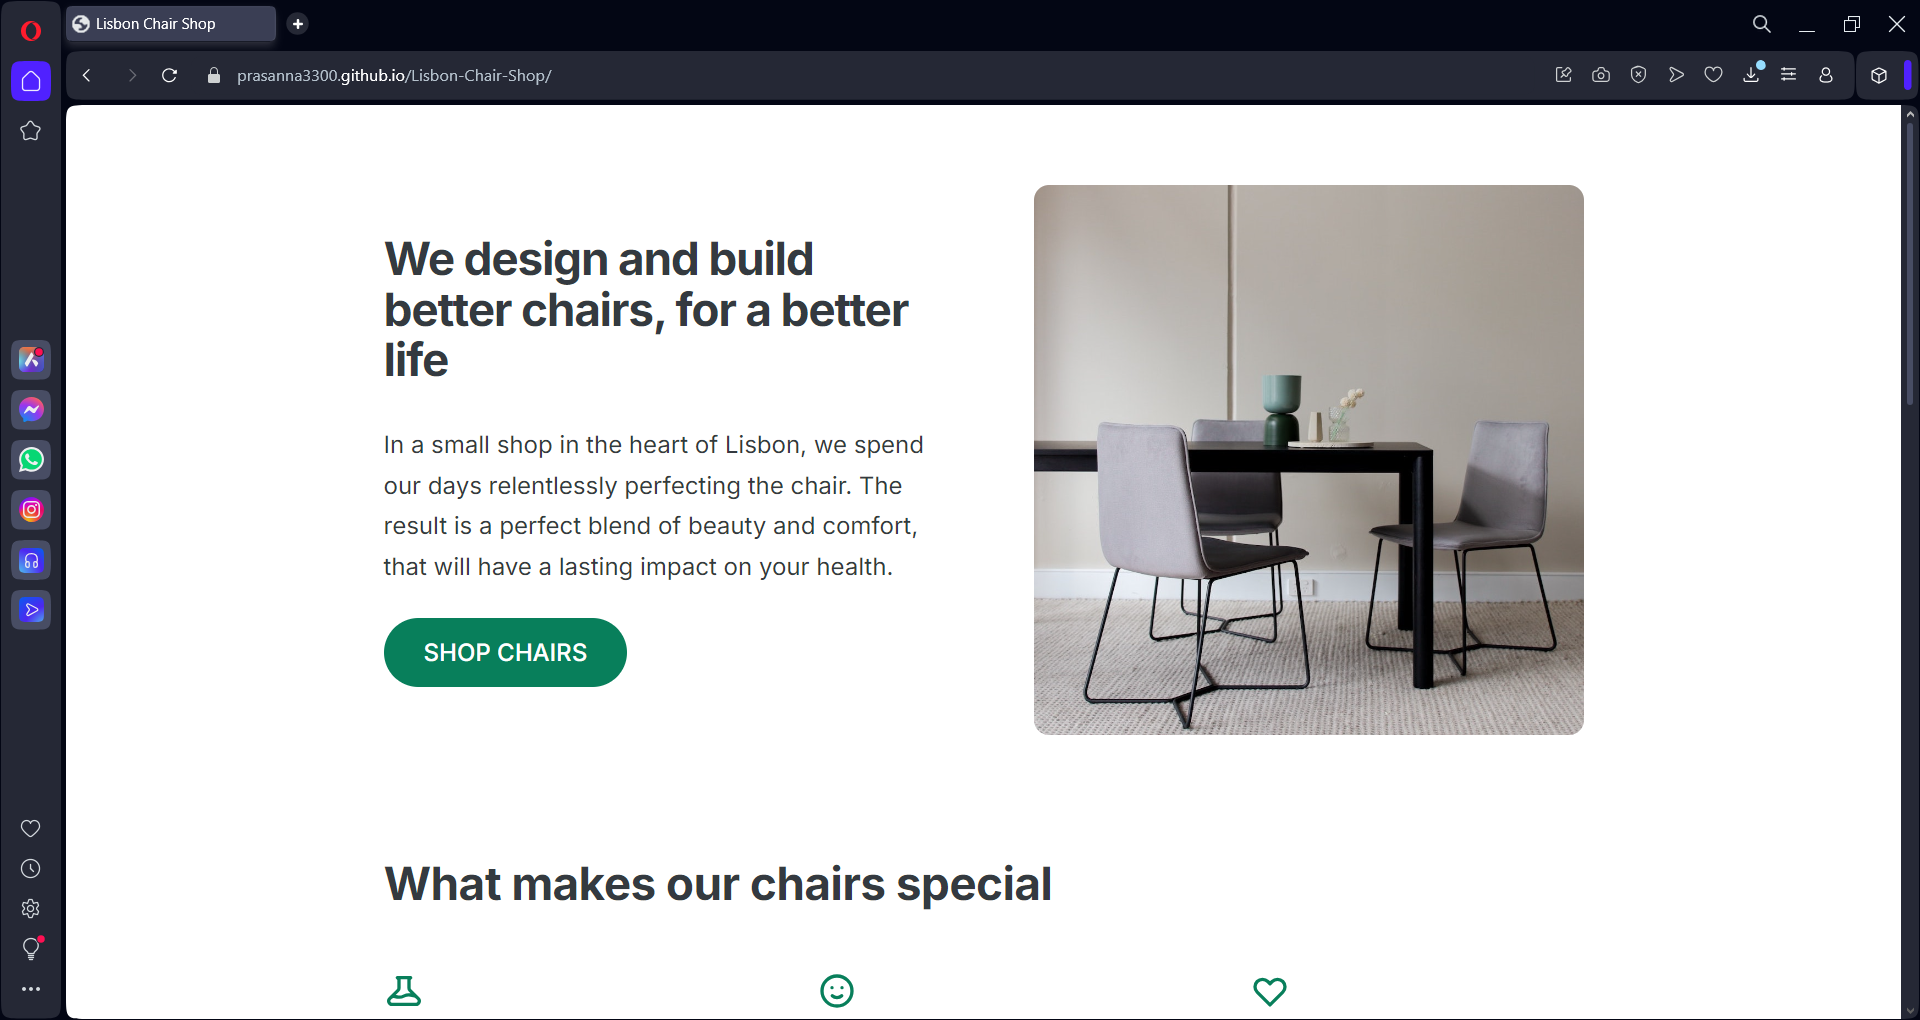 Lisbon Chair Shop
prasanna3300.github.io/Lisbon-Chair-Shop/
We design and build
better chairs, for a better
life
In a small shop in the heart of Lisbon, we spend
our days relentlessly perfecting the chair. The
result is a perfect blend of beauty and comfort,
that will have a lasting impact on your health.
SHOP CHAIRS
What makes our chairs special